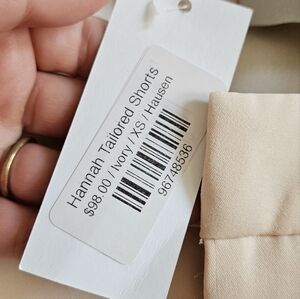 Hannah Tailored Shorts
$98.00 / Ivory / XS / Hausen
96748536